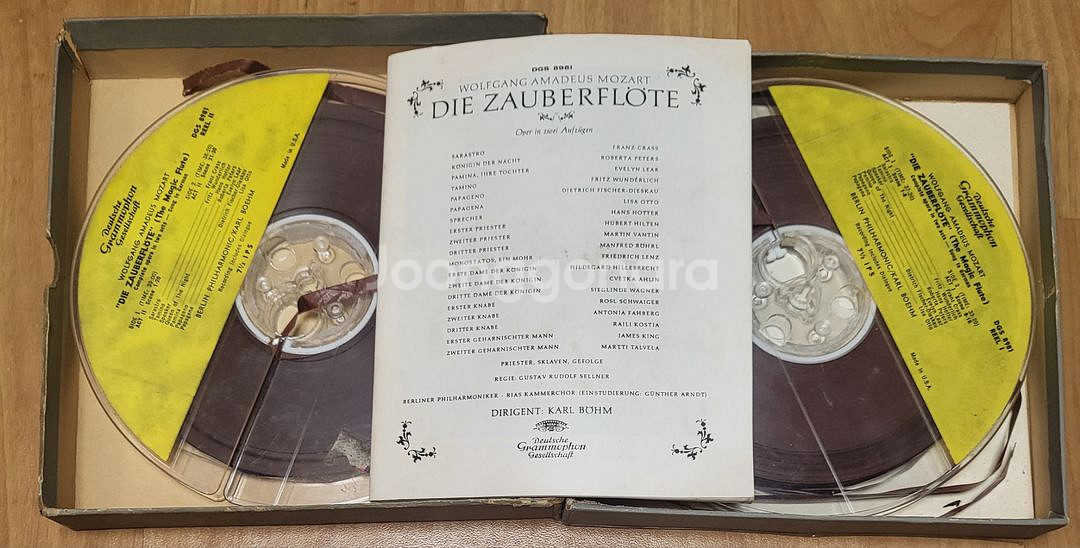 DGS 8981
WOLFGANG AMADEUS MOZART
DIE ZAUBERFLÖTE
Oper in zwei Aufzügen
SARASTRO FRANZ CRASS
KÖNIGIN DER NACHT ROBERTA PETERS
PAMINA, IHRE TOCHTER EVELYN LEAR
TAMINO FRITZ WUNDERLICH
PAPAGENO DIETRICH FISCHER-DIESKAU
PAPAGENA LISA OTTO
SPRECHER HANS HOTTER
ERSTER PRIESTER HUBERT HILTEN
ZWEITER PRIESTER MARTIN VANTIN
DRITTER PRIESTER MANFRED RÖHRL
MONOSTATOS, EIN MOHR FRIEDRICH LENZ
ERSTE DAME DER KÖNIGIN HILDEGARD HILLEBRECHT
ZWEITE DAME DER KÖNIGIN CVETKA AHLIN
DRITTE DAME DER KÖNIGIN SIEGLINDE WAGNER
ERSTER KNABE ROSL SCHWAIGER
ZWEITER KNABE ANTONIA FAHBERG
DRITTER KNABE RAILI KOSTIA
ERSTER GEHARNISCHTER MANN JAMES KING
ZWEITER GEHARNISCHTER MANN MARTTI TALVELA
PRIESTER, SKLAVEN, GEFOLGE
REGIE: GUSTAV RUDOLF SELLNER
BERLINER PHILHARMONIKER · RIAS KAMMERCHOR (EINSTUDIERUNG: GÜNTHER ARNDT)
DIRIGENT: KARL BÖHM
Deutsche
Grammophon
Gesellschaft
Deutsche
Grammophon
Gesellschaft
WOLFGANG AMADEUS MOZART
"DIE ZAUBERFLÖTE" (The Magic Flute)
DGS 8981
REEL II
Made in U.S.A.
BERLIN PHILHARMONIC/KARL BOEHM
Recording Includes Dialogue
7½ IPS
Deutsche
Grammophon
Gesellschaft
WOLFGANG AMADEUS MOZART
"DIE ZAUBERFLÖTE" (The Magic Flute)
BERLIN PHILHARMONIC/KARL BOEHM
7½ IPS
DGS 8981
REEL I
Made in U.S.A.